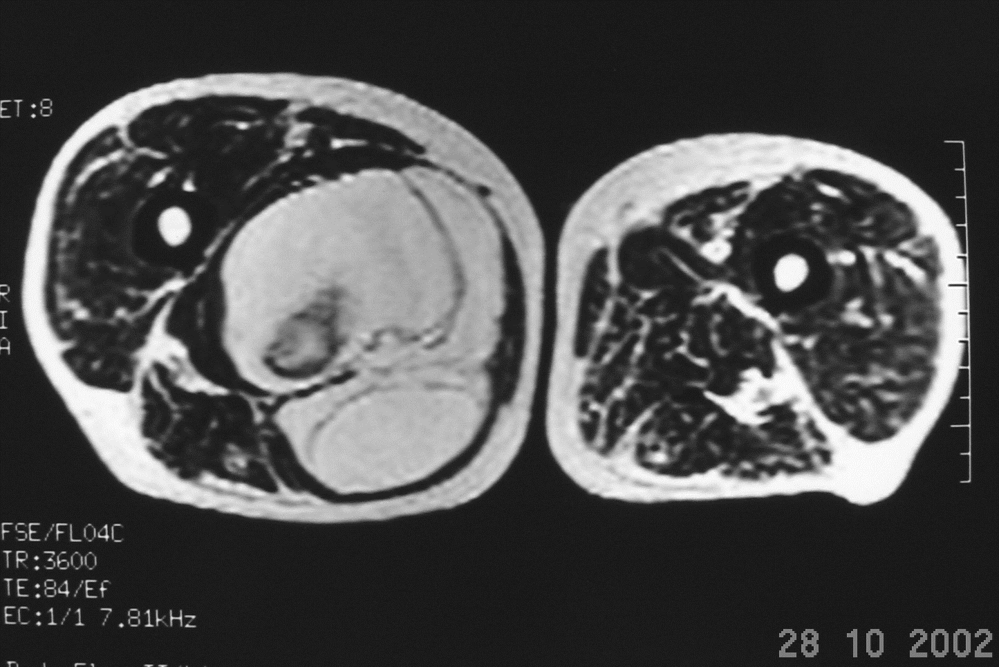 ET:8
R
I
A
FSE/FL04C
TR:3600
TE:84/Ef
EC:1/1 7.81kHz
28 10 2002